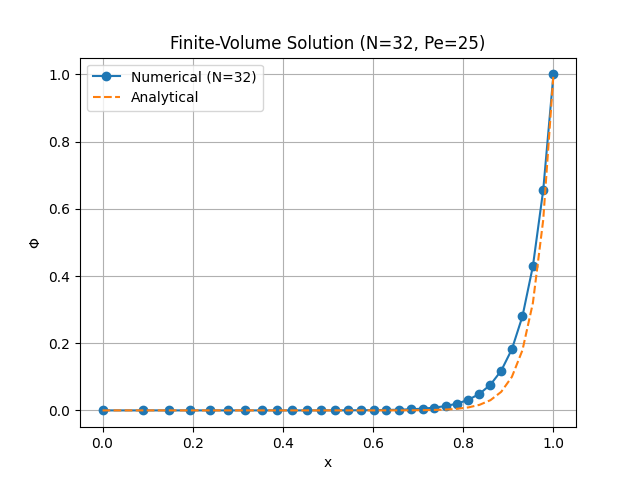 Finite-Volume Solution (N=32, Pe=25)
Numerical (N=32)
Analytical
1.0
0.8
0.6
0.4
0.2
0.0
Φ
0.0 0.2 0.4 0.6 0.8 1.0
x